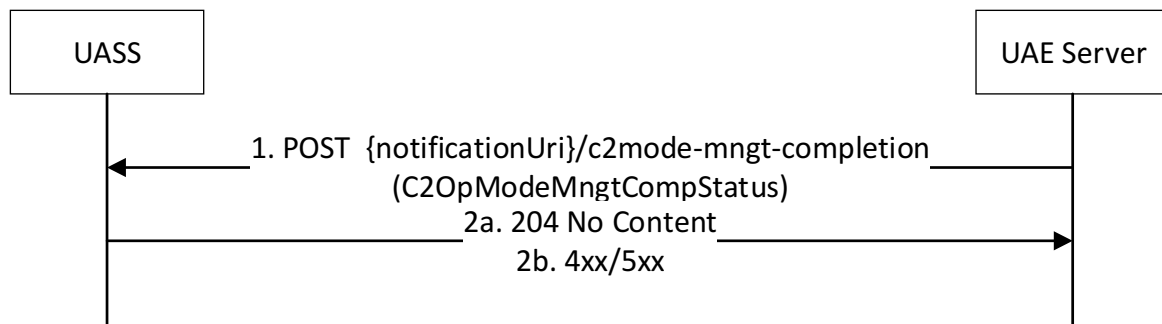 UASS
UAE Server
1. POST {notificationUri}/c2mode-mngt-completion
(C2OpModeMngtCompStatus)
2a. 204 No Content
2b. 4xx/5xx